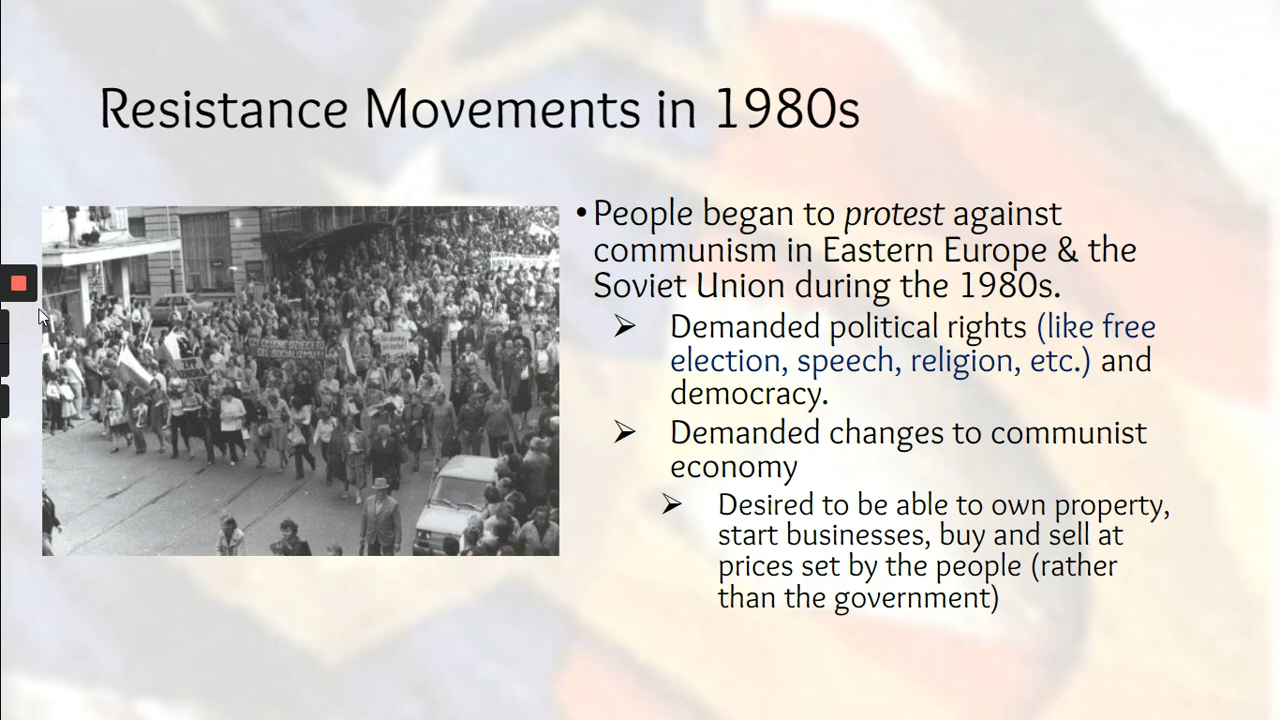 Resistance Movements in 1980s
• People began to protest against
communism in Eastern Europe & the
Soviet Union during the 1980s.
➢ Demanded political rights (like free
election, speech, religion, etc.) and
democracy.
➢ Demanded changes to communist
economy
➢ Desired to be able to own property,
start businesses, buy and sell at
prices set by the people (rather
than the government)
CEL SOCJALIZMU!